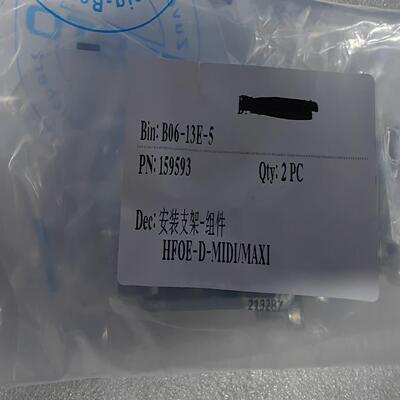 Bin: B06-13E-5
PN: 159593 Qty: 2 PC
Dec: 安装支架-组件
HFOE-D-MIDI/MAXI
213287